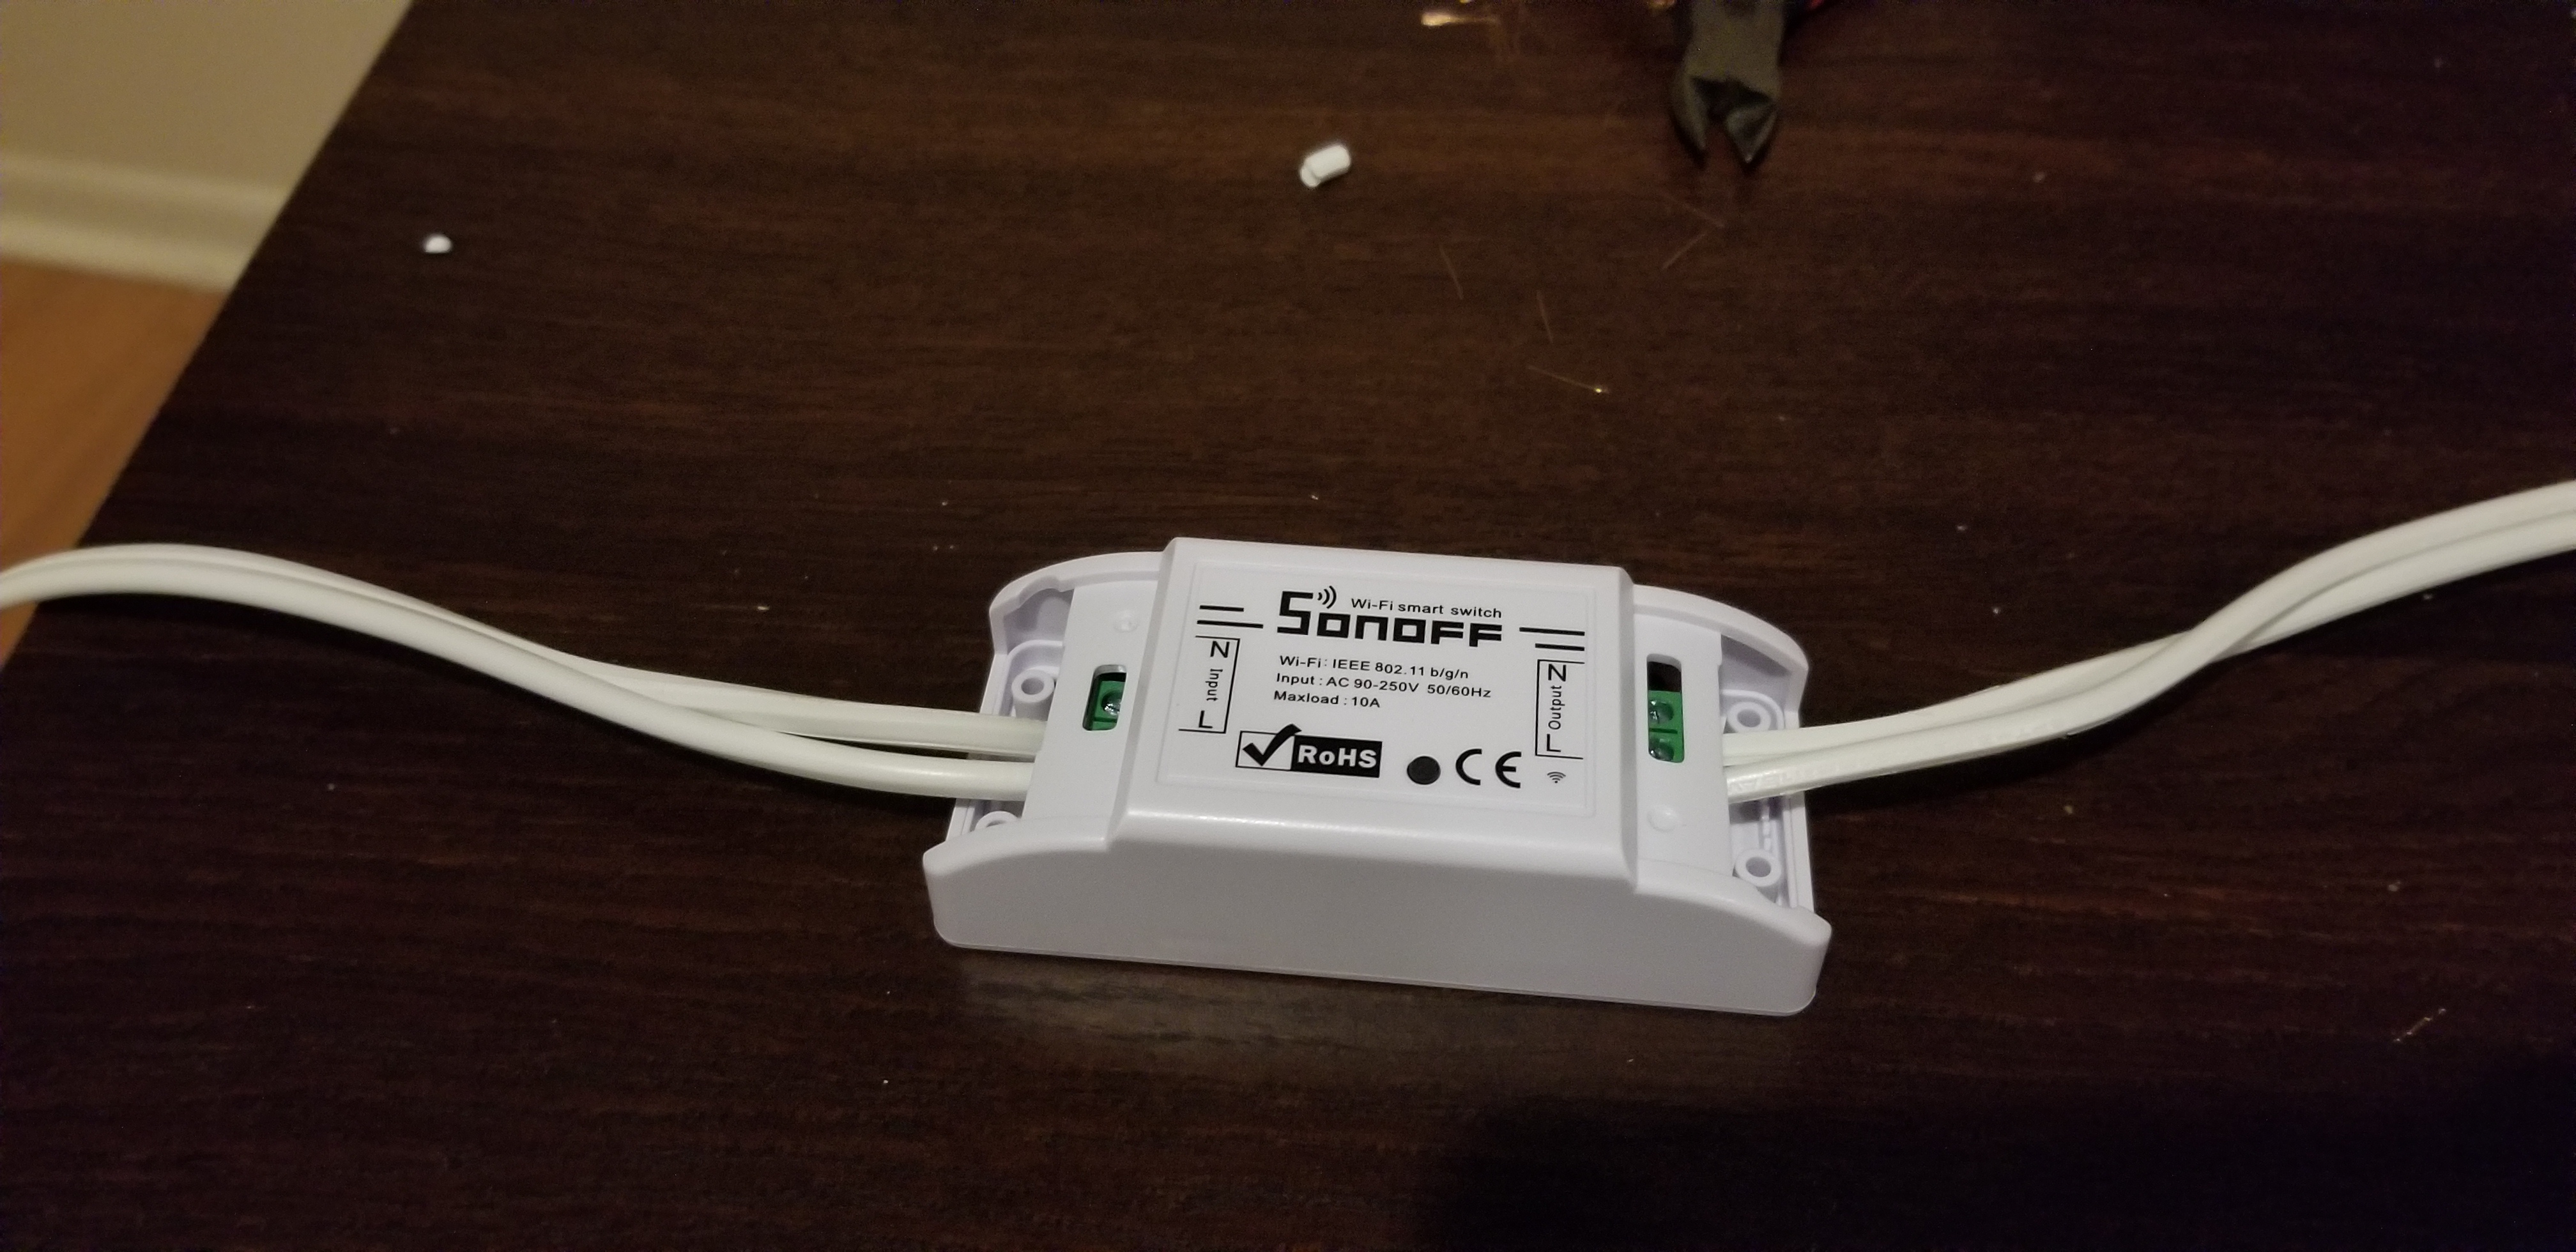 Wi-Fi smart switch
SONOFF
N Input L
Wi-Fi: IEEE 802.11 b/g/n
Input : AC 90-250V 50/60Hz
Maxload : 10A
L Output N
RoHS
CE